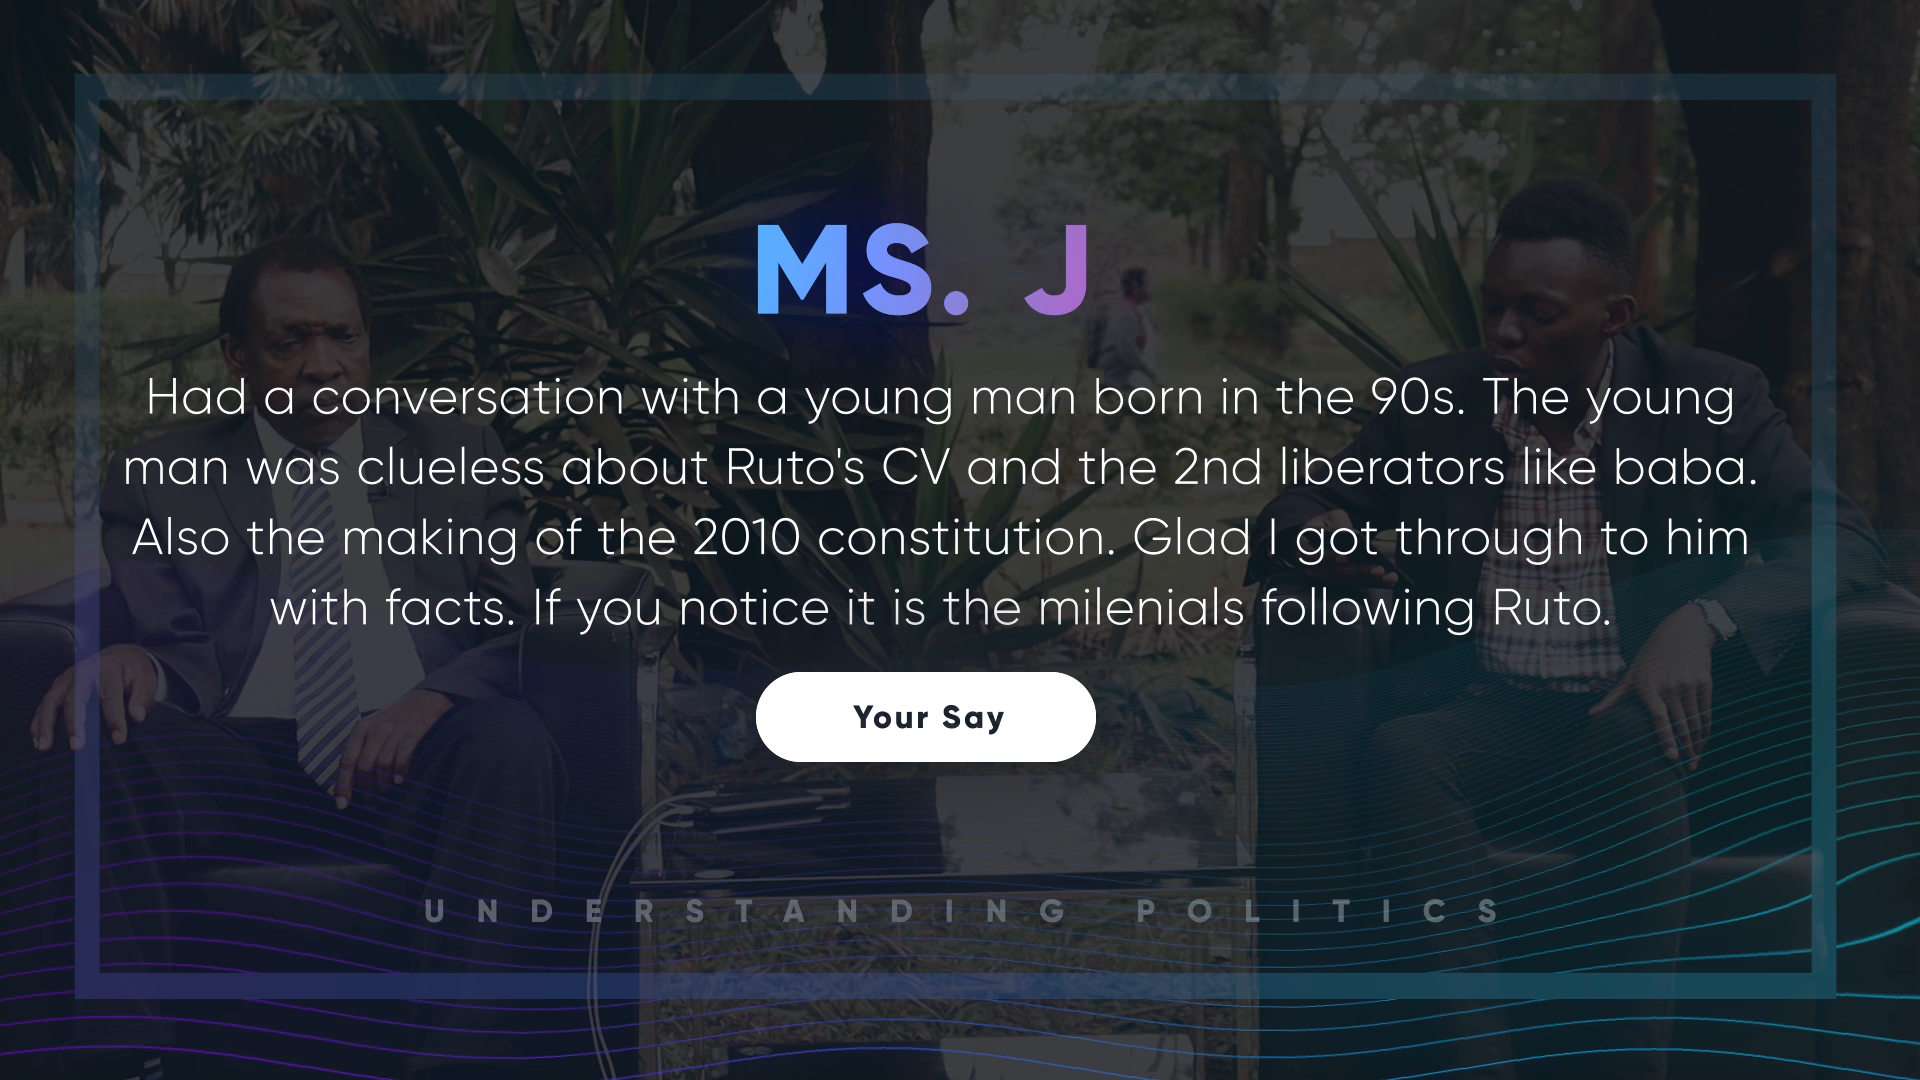 MS. J
Had a conversation with a young man born in the 90s. The young
man was clueless about Ruto's CV and the 2nd liberators like baba.
Also the making of the 2010 constitution. Glad I got through to him
with facts. If you notice it is the milenials following Ruto.
Your Say
UNDERSTANDING POLITICS